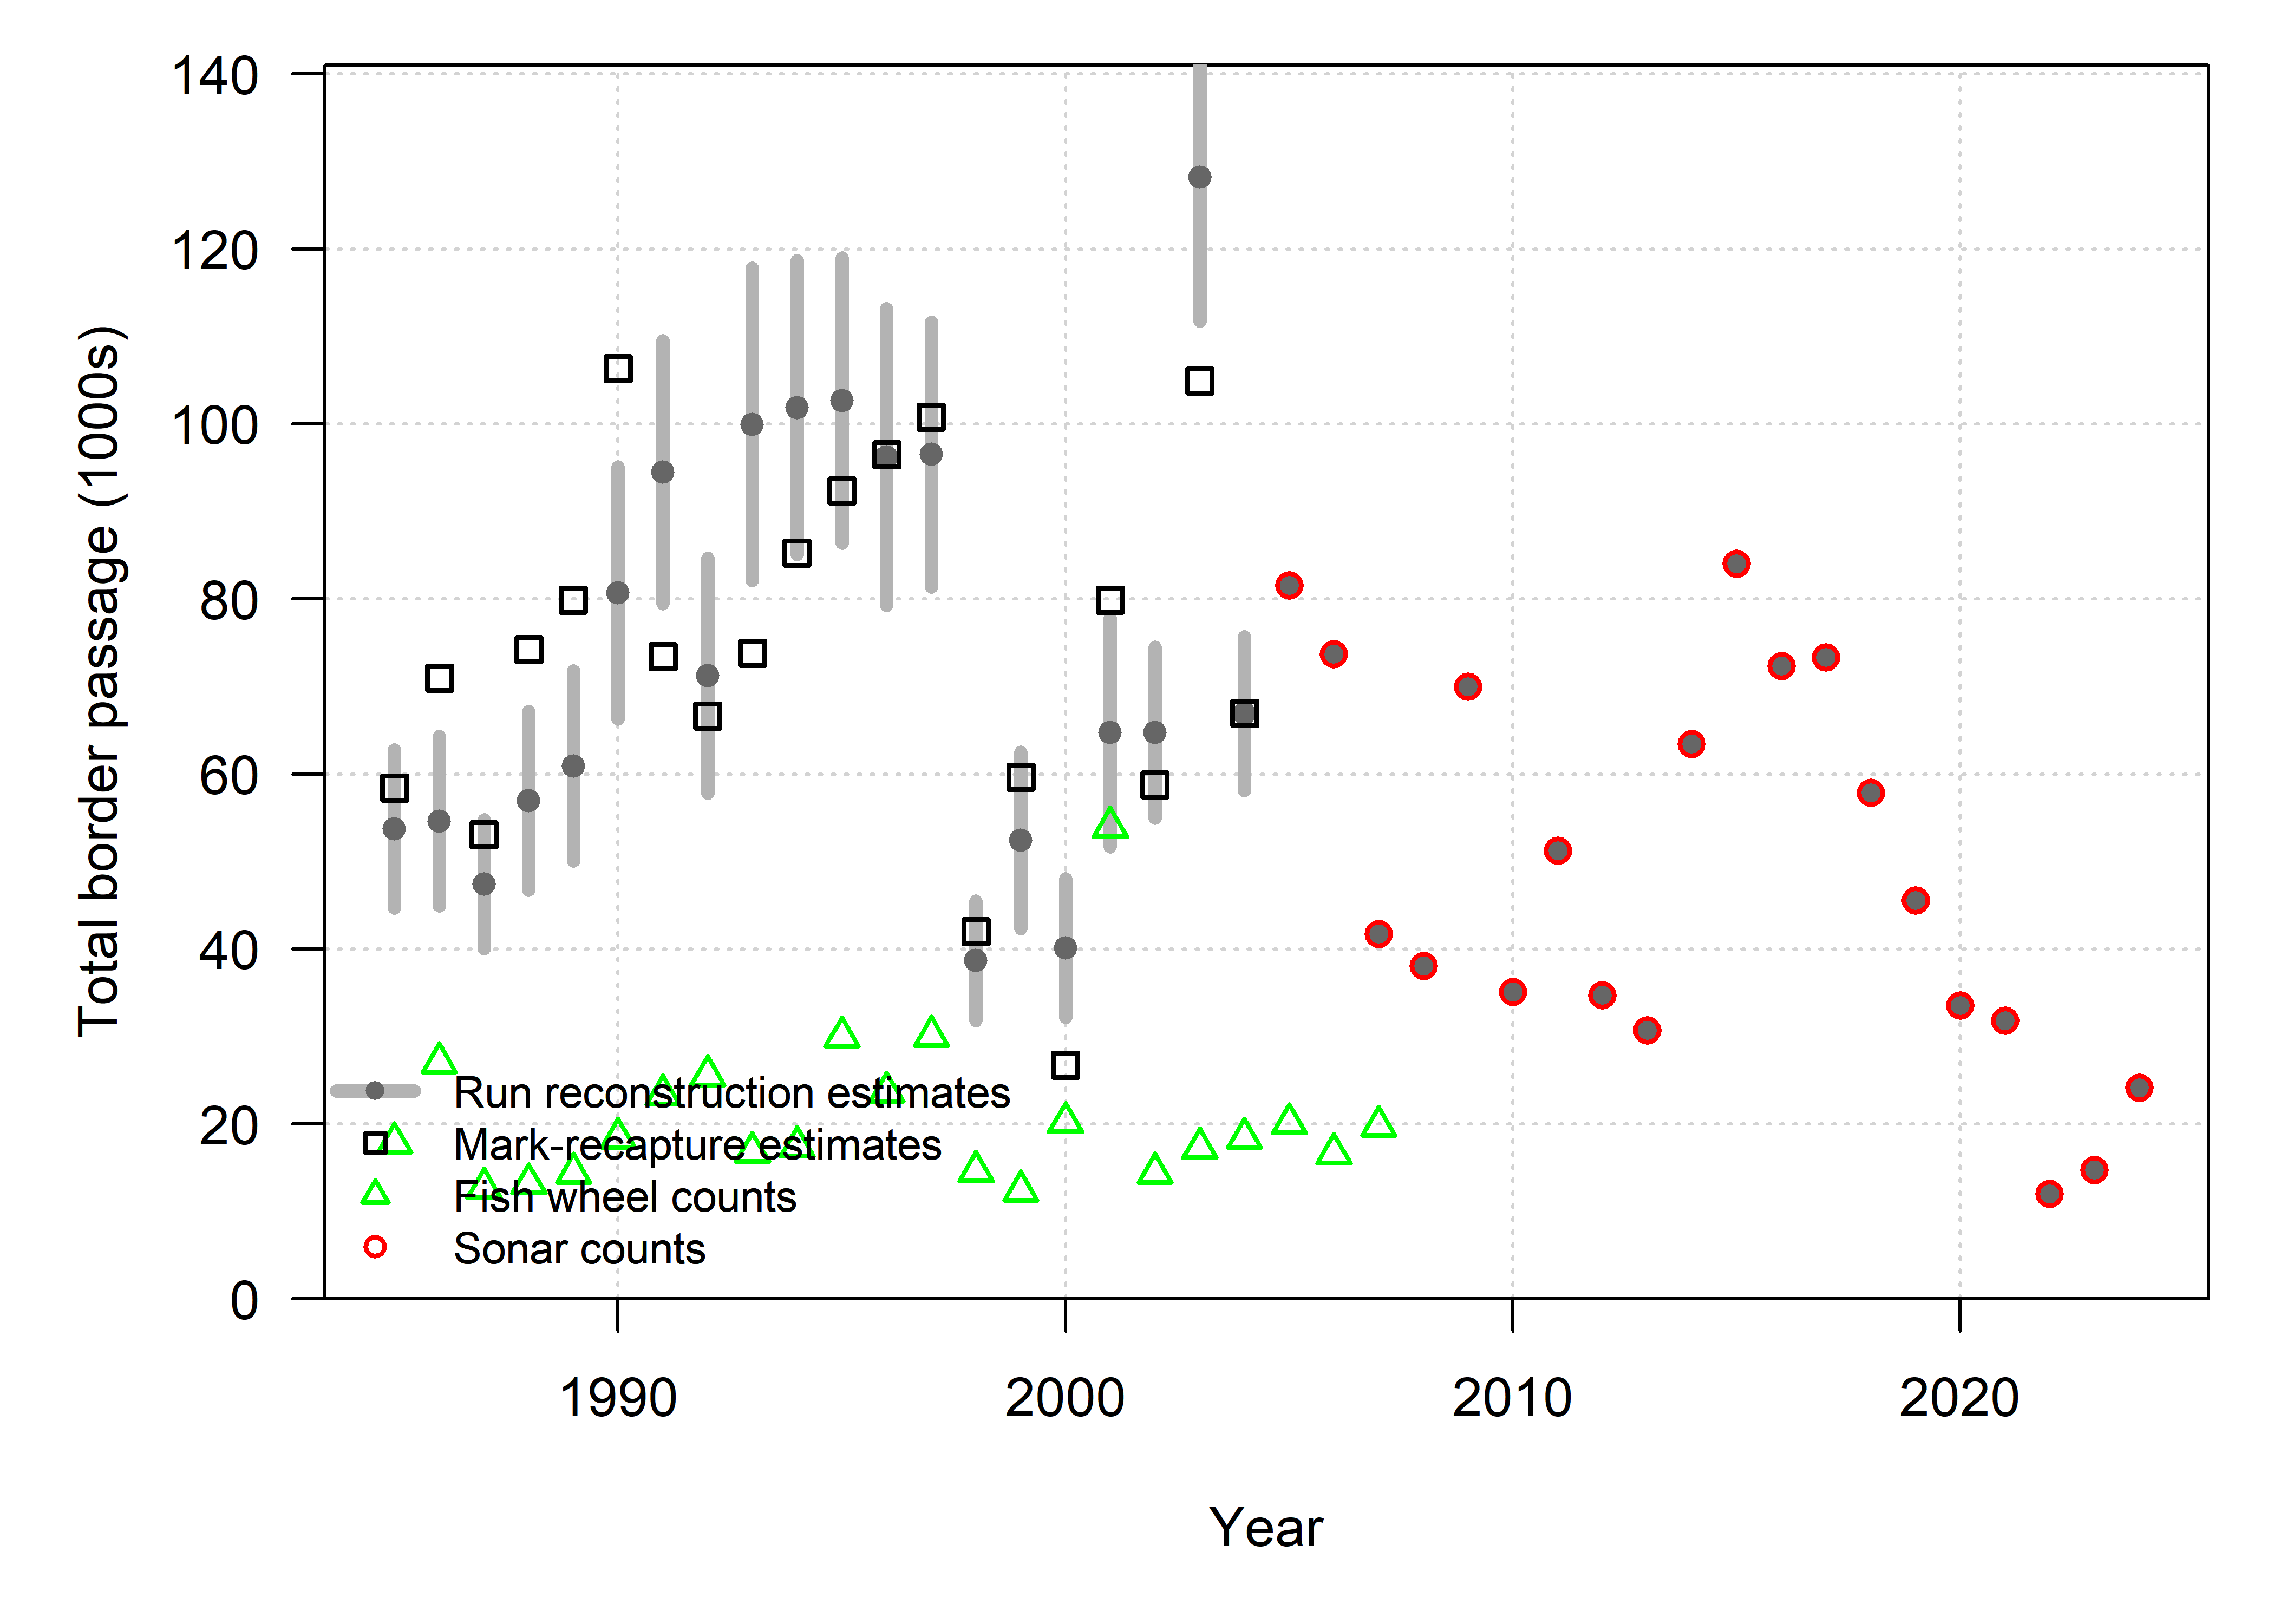 140
120
100
80
60
40
20
0
Total border passage (1000s)
Run reconstruction estimates
Mark-recapture estimates
Fish wheel counts
Sonar counts
1990 2000 2010 2020
Year